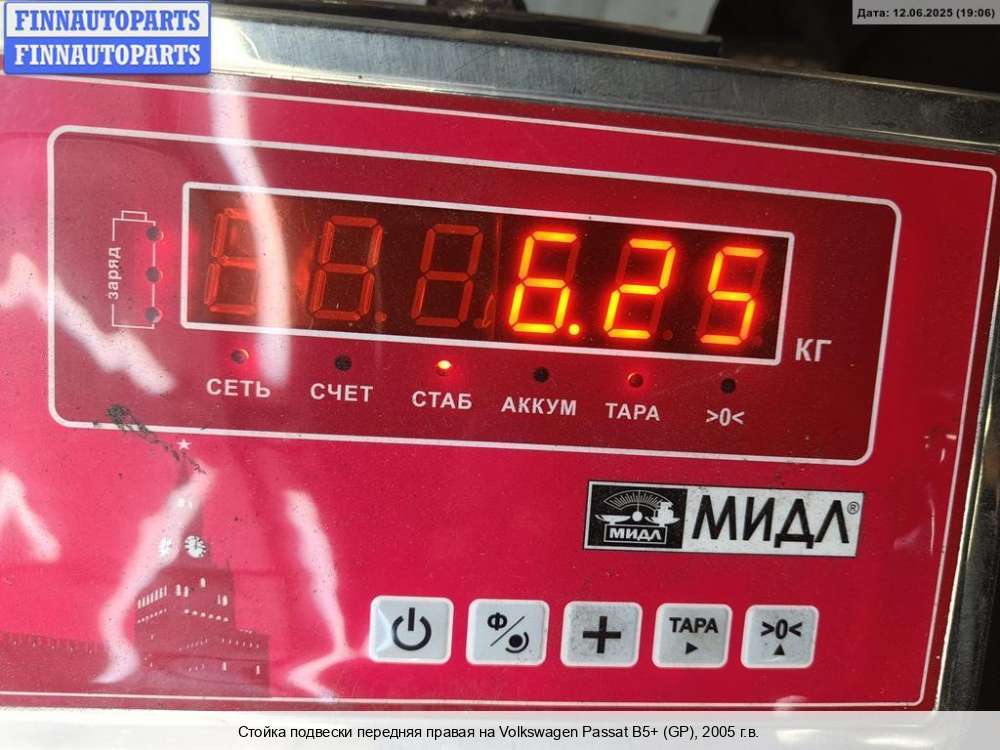 FINNAUTOPARTS
FINNAUTOPARTS
Дата: 12.06.2025 (19:06)
заряд
6.25
КГ
СЕТЬ СЧЕТ СТАБ АККУМ ТАРА >0<
МИДЛ МИДЛ®
Ф ТАРА >0<
Стойка подвески передняя правая на Volkswagen Passat B5+ (GP), 2005 г.в.